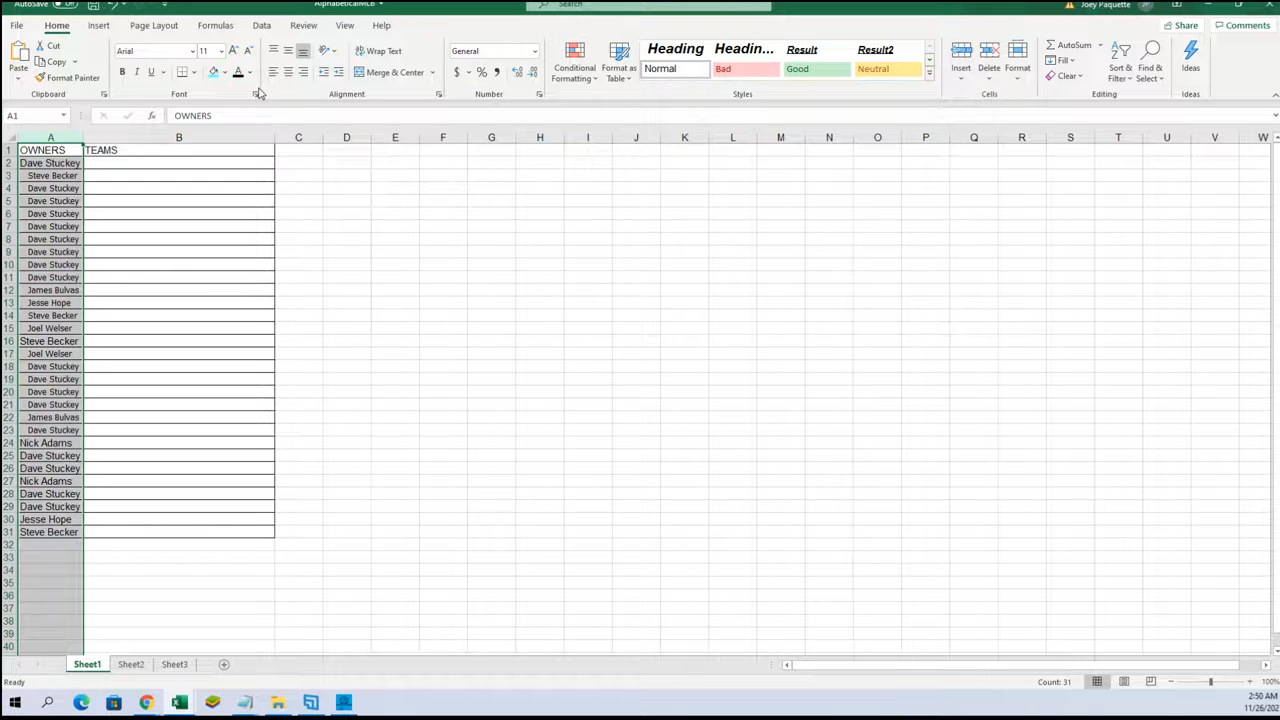 AutoSave
AlphabeticalMLB
Search
Joey Paquette
File Home Insert Page Layout Formulas Data Review View Help
Share Comments
Paste
Cut
Copy
Format Painter
Clipboard
Arial 11
B I U
Font
Wrap Text
Merge & Center
Alignment
General
$ % 9
Number
Conditional Formatting
Format as Table
Heading Headin... Result Result2
Normal Bad Good Neutral
Styles
Insert Delete Format
Cells
AutoSum
Fill
Clear
Sort & Filter
Find & Select
Editing
Ideas
Ideas
A1 fx OWNERS
A B C D E F G H I J K L M N O P Q R S T U V W
1 OWNERS TEAMS
2 Dave Stuckey
3 Steve Becker
4 Dave Stuckey
5 Dave Stuckey
6 Dave Stuckey
7 Dave Stuckey
8 Dave Stuckey
9 Dave Stuckey
10 Dave Stuckey
11 Dave Stuckey
12 James Bulvas
13 Jesse Hope
14 Steve Becker
15 Joel Welser
16 Steve Becker
17 Joel Welser
18 Dave Stuckey
19 Dave Stuckey
20 Dave Stuckey
21 Dave Stuckey
22 James Bulvas
23 Dave Stuckey
24 Nick Adams
25 Dave Stuckey
26 Dave Stuckey
27 Nick Adams
28 Dave Stuckey
29 Dave Stuckey
30 Jesse Hope
31 Steve Becker
32
33
34
35
36
37
38
39
40
Sheet1 Sheet2 Sheet3
Ready
Count: 31
100%
2:50 AM
11/26/202